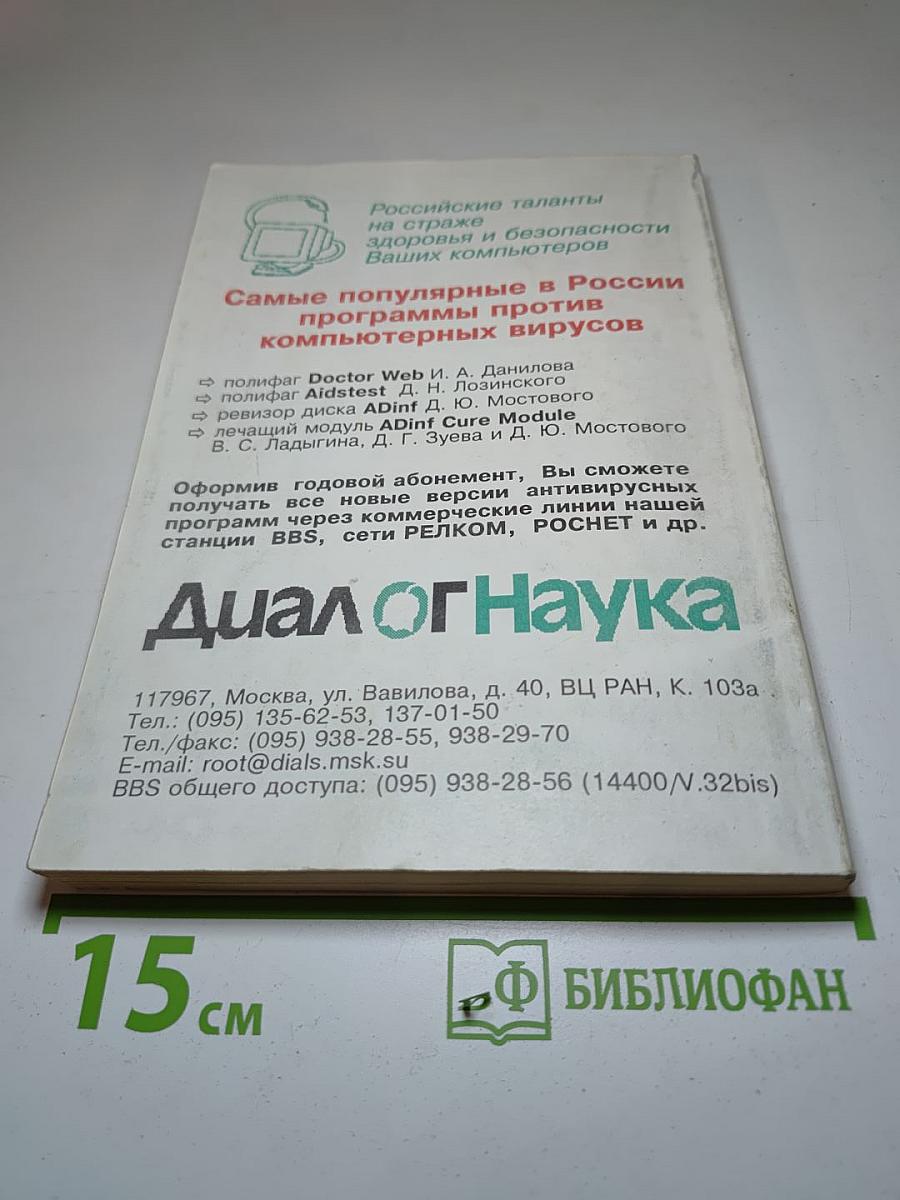 Российские таланты
на страже
здоровья и безопасности
Ваших компьютеров
Самые популярные в России
программы против
компьютерных вирусов
⇨ полифаг Doctor Web И. А. Данилова
⇨ полифаг Aidstest Д. Н. Лозинского
⇨ ревизор диска ADinf Д. Ю. Мостового
⇨ лечащий модуль ADinf Cure Module
В. С. Ладыгина, Д. Г. Зуева и Д. Ю. Мостового
Оформив годовой абонемент, Вы сможете
получать все новые версии антивирусных
программ через коммерческие линии нашей
станции BBS, сети РЕЛКОМ, РОСНЕТ и др.
ДиалогНаука
117967, Москва, ул. Вавилова, д. 40, ВЦ РАН, К. 103а
Тел.: (095) 135-62-53, 137-01-50
Тел./факс: (095) 938-28-55, 938-29-70
E-mail: root@dials.msk.su
BBS общего доступа: (095) 938-28-56 (14400/V.32bis)
15 см
рФ БИБЛИОФАН